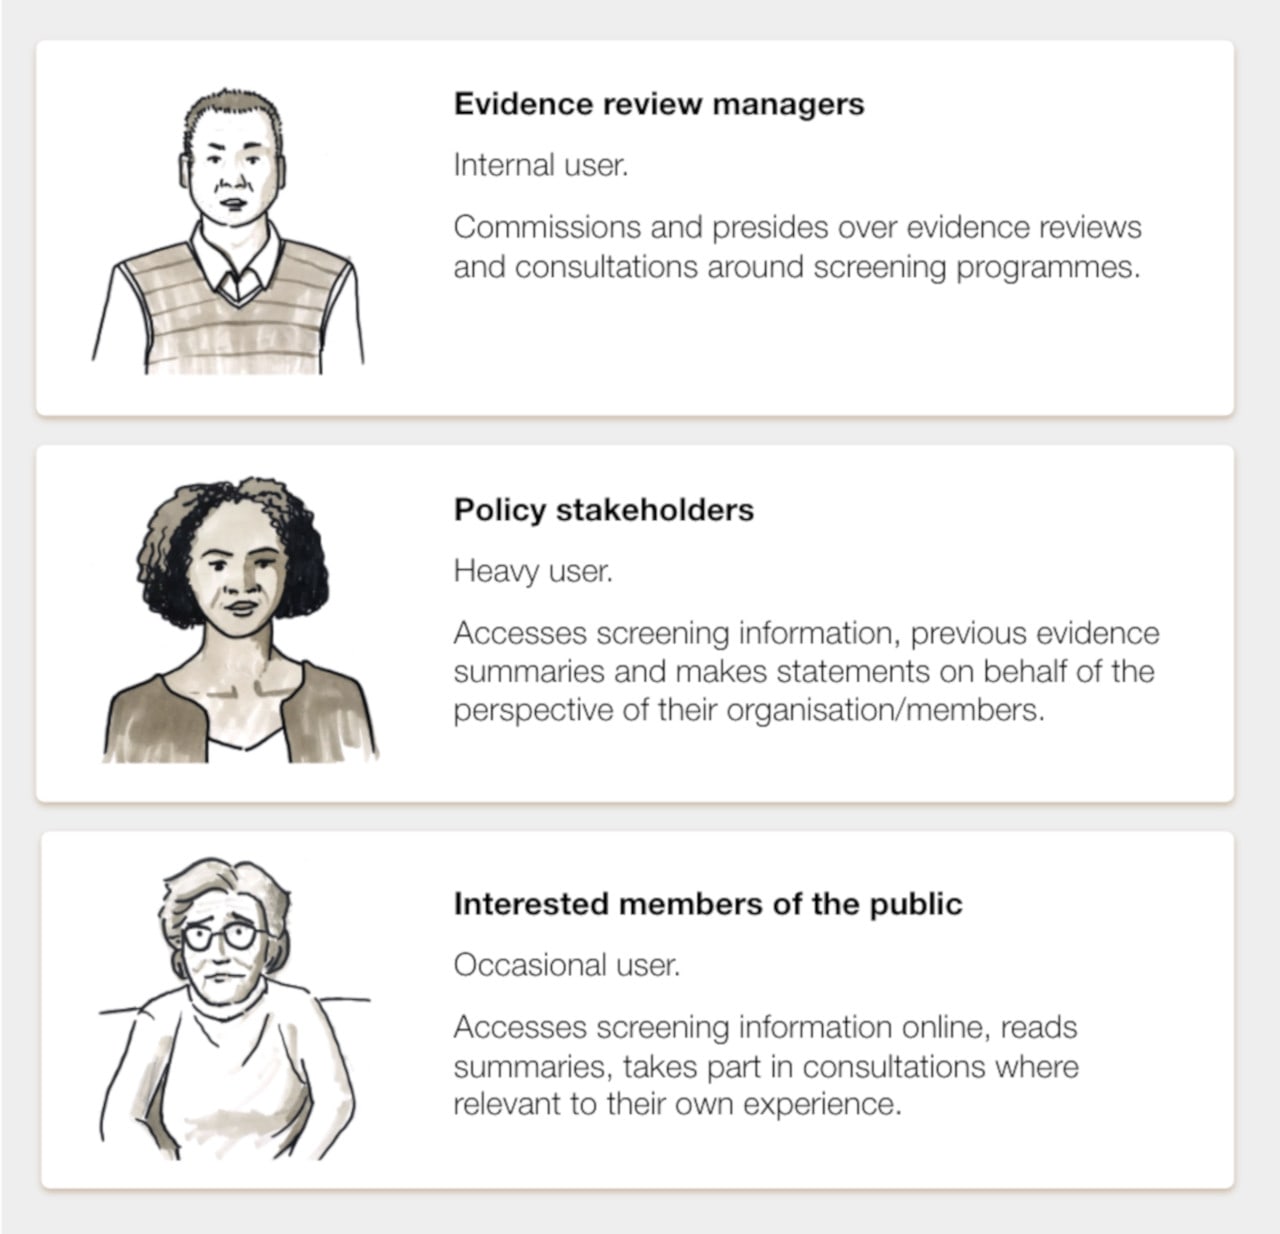 Evidence review managers
Internal user.
Commissions and presides over evidence reviews
and consultations around screening programmes.
Policy stakeholders
Heavy user.
Accesses screening information, previous evidence
summaries and makes statements on behalf of the
perspective of their organisation/members.
Interested members of the public
Occasional user.
Accesses screening information online, reads
summaries, takes part in consultations where
relevant to their own experience.